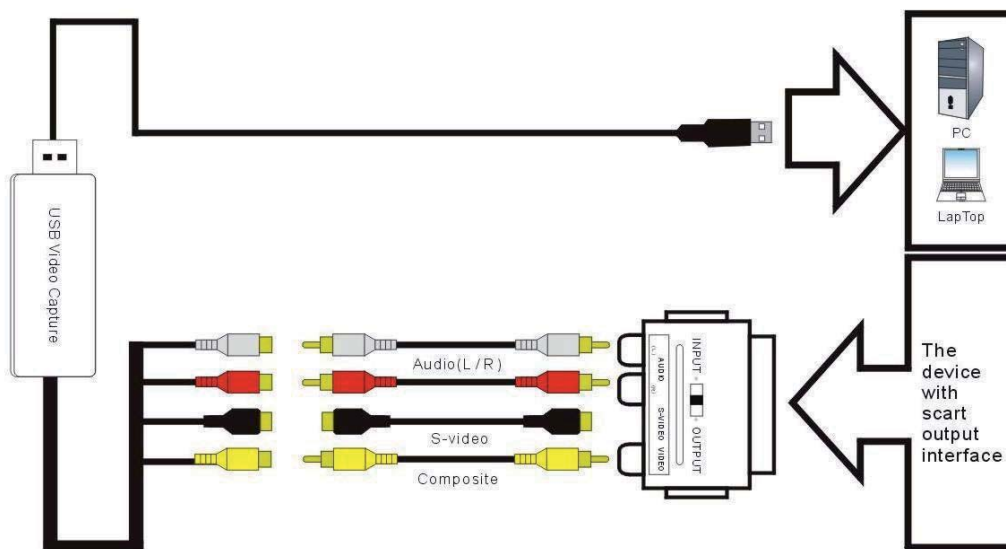 PC
LapTop
USB Video Capture
Audio(L/R)
S-video
Composite
(L)
AUDIO
(R)
S-VIDEO
VIDEO
INPUT
OUTPUT
The
device
with
scart
output
interface